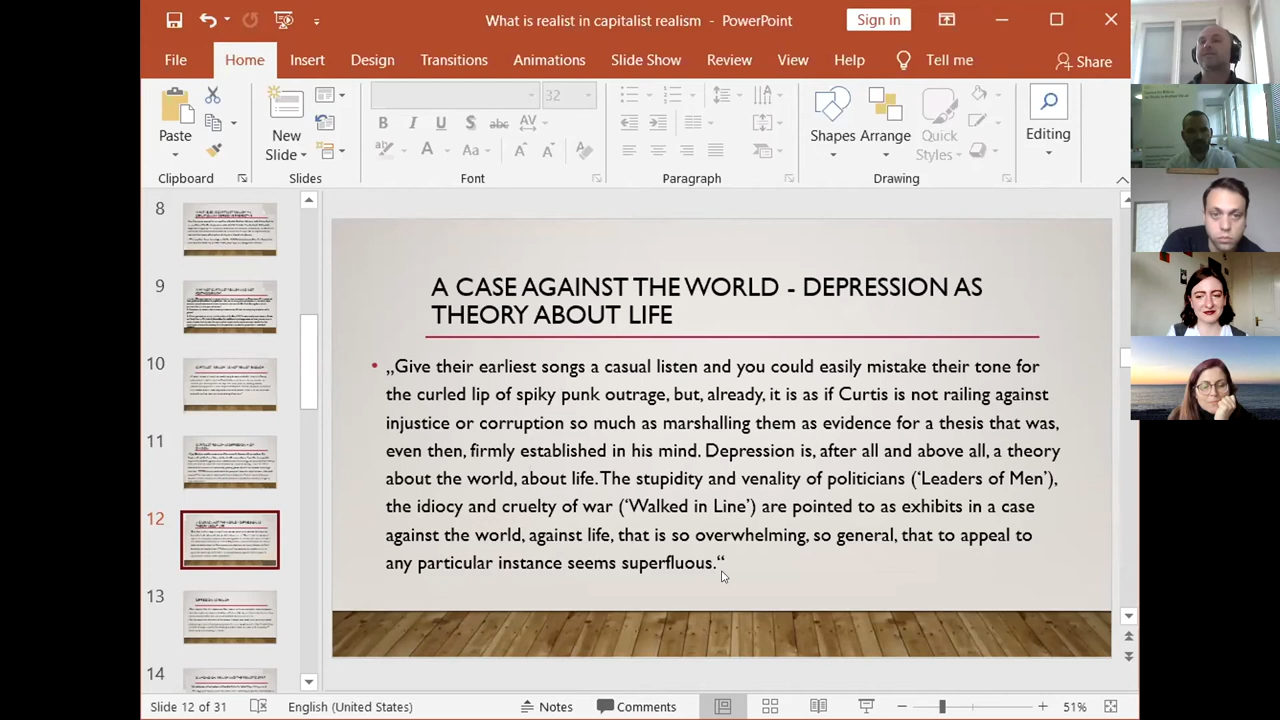 What is realist in capitalist realism - PowerPoint
Sign in
File Home Insert Design Transitions Animations Slide Show Review View Help Tell me Share
32
Paste
New
Slide
Shapes
Arrange
Quick
Styles
Editing
Clipboard Slides Font Paragraph Drawing
8
9
10
11
12
13
14
A CASE AGAINST THE WORLD - DEPRESSION AS
THEORY ABOUT LIFE
• „Give their earliest songs a casual listen and you could easily mistake their tone for
the curled lip of spiky punk outrage, but, already, it is as if Curtis is not railing against
injustice or corruption so much as marshalling them as evidence for a thesis that was,
even then, firmly established in his mind. Depression is, after all and above all, a theory
about the world, about life. The stupidity and venality of politicians (‘Leaders of Men’),
the idiocy and cruelty of war (‘Walked in Line’) are pointed to as exhibits in a case
against the world, against life, that is so overwhelming, so general, that to appeal to
any particular instance seems superfluous.“
Slide 12 of 31 English (United States) Notes Comments 51%